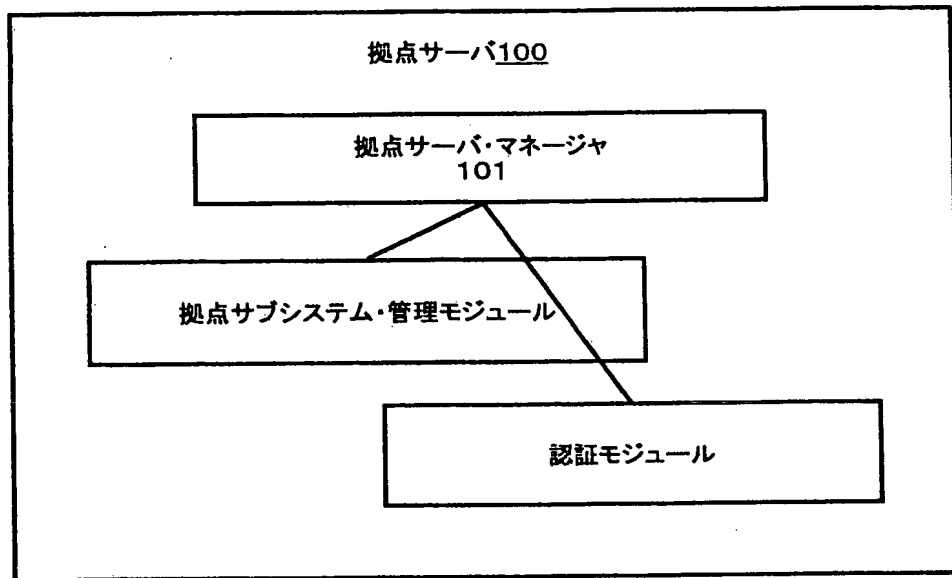 拠点サーバ100
拠点サーバ・マネージャ
101
拠点サブシステム・管理モジュール
認証モジュール